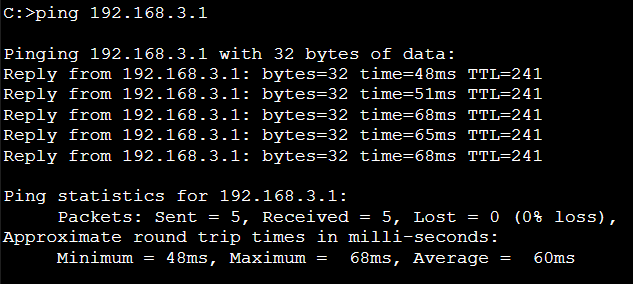 C:>ping 192.168.3.1
Pinging 192.168.3.1 with 32 bytes of data:
Reply from 192.168.3.1: bytes=32 time=48ms TTL=241
Reply from 192.168.3.1: bytes=32 time=51ms TTL=241
Reply from 192.168.3.1: bytes=32 time=68ms TTL=241
Reply from 192.168.3.1: bytes=32 time=65ms TTL=241
Reply from 192.168.3.1: bytes=32 time=68ms TTL=241
Ping statistics for 192.168.3.1:
Packets: Sent = 5, Received = 5, Lost = 0 (0% loss),
Approximate round trip times in milli-seconds:
Minimum = 48ms, Maximum =  68ms, Average =  60ms